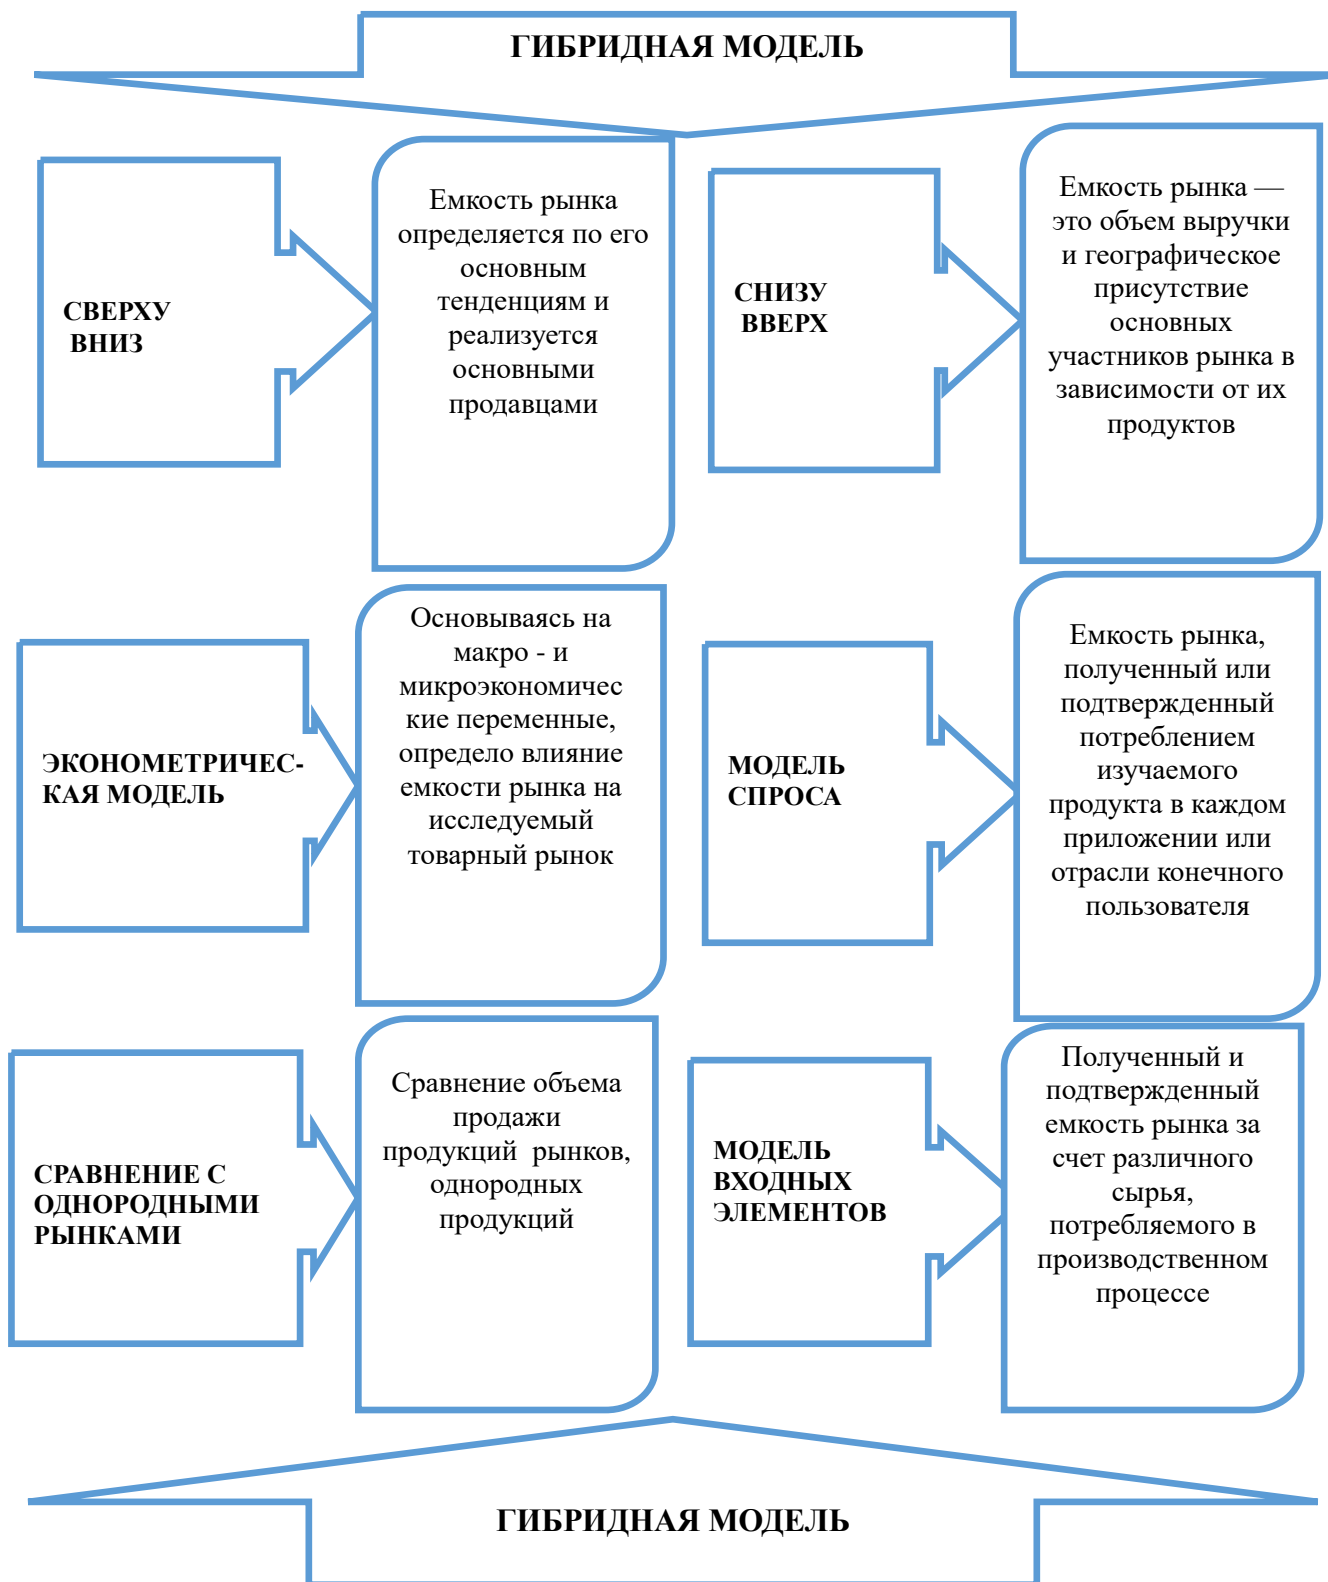 ГИБРИДНАЯ МОДЕЛЬ
СВЕРХУ
ВНИЗ
Емкость рынка
определяется по его
основным
тенденциям и
реализуется
основными
продавцами
СНИЗУ
ВВЕРХ
Емкость рынка —
это объем выручки
и географическое
присутствие
основных
участников рынка в
зависимости от их
продуктов
ЭКОНОМЕТРИЧЕС-
КАЯ МОДЕЛЬ
Основываясь на
макро - и
микроэкономичес
кие переменные,
определо влияние
емкости рынка на
исследуемый
товарный рынок
МОДЕЛЬ
СПРОСА
Емкость рынка,
полученный или
подтвержденный
потреблением
изучаемого
продукта в каждом
приложении или
отрасли конечного
пользователя
СРАВНЕНИЕ С
ОДНОРОДНЫМИ
РЫНКАМИ
Сравнение объема
продажи
продукций рынков,
однородных
продукций
МОДЕЛЬ
ВХОДНЫХ
ЭЛЕМЕНТОВ
Полученный и
подтвержденный
емкость рынка за
счет различного
сырья,
потребляемого в
производственном
процессе
ГИБРИДНАЯ МОДЕЛЬ